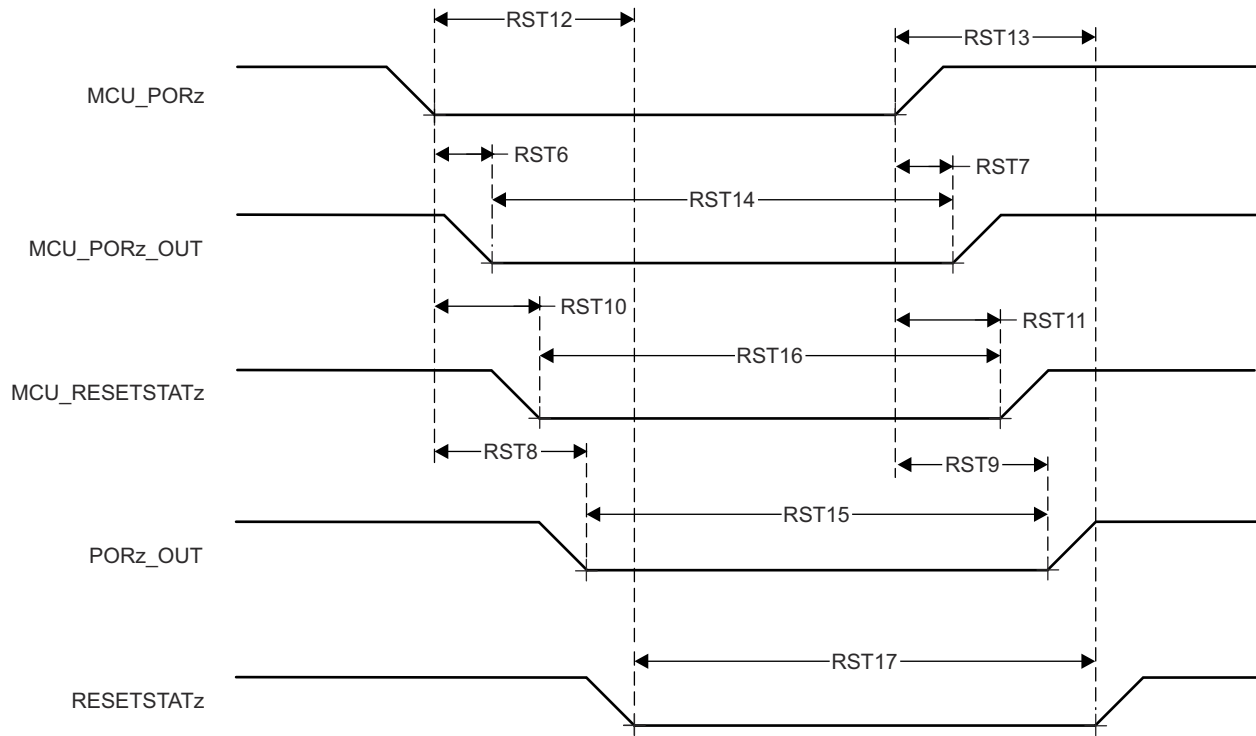 RST12
RST13
MCU_PORz
RST6
RST7
RST14
MCU_PORz_OUT
RST10
RST11
RST16
MCU_RESETSTATz
RST8
RST9
RST15
PORz_OUT
RST17
RESETSTATz